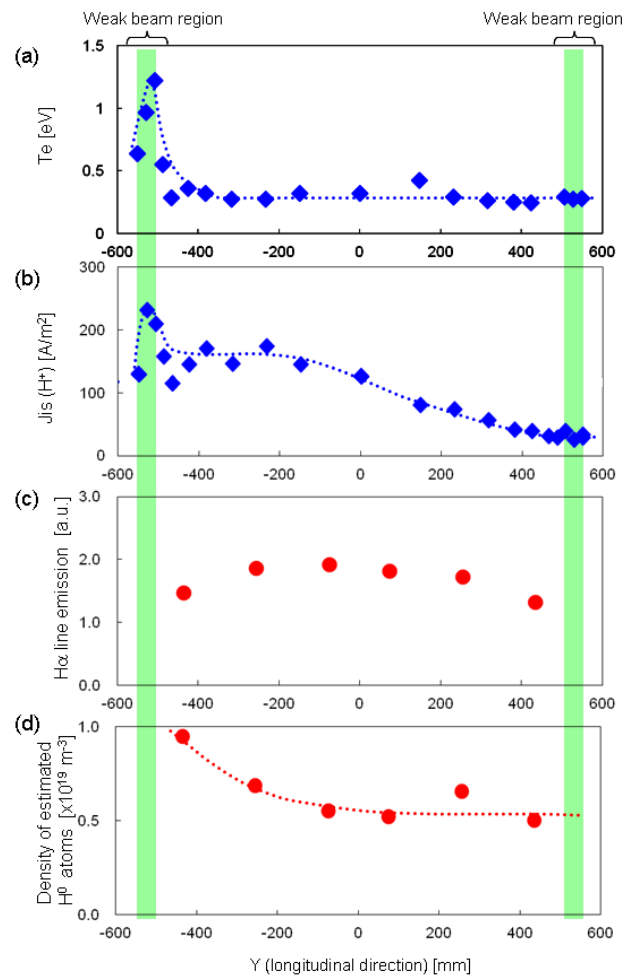 Weak beam region Weak beam region
(a)
Te [eV]
1.5
1
0.5
0
-600 -400 -200 0 200 400 600
(b)
Jis (H⁺) [A/m²]
300
200
100
0
-600 -400 -200 0 200 400 600
(c)
Hα line emission [a.u.]
3.0
2.0
1.0
0.0
-600 -400 -200 0 200 400 600
(d)
Density of estimated
H⁰ atoms [x10¹⁹ m⁻³]
1.0
0.5
0.0
-600 -400 -200 0 200 400 600
Y (longitudinal direction) [mm]